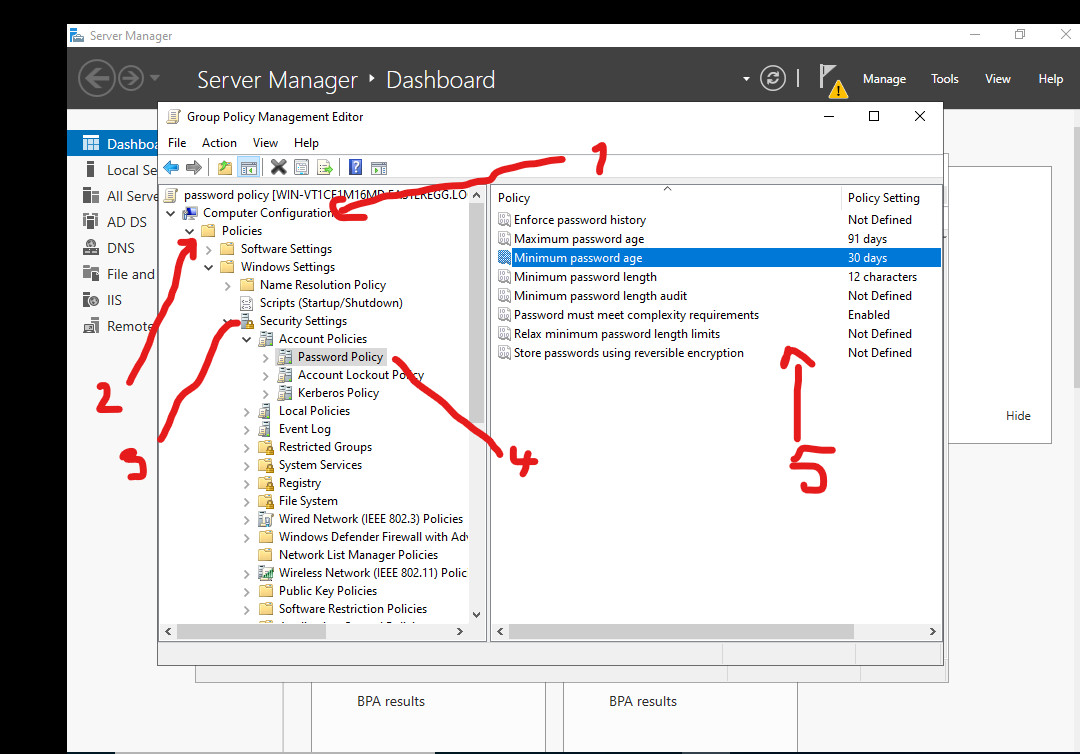 Server Manager
Server Manager ‣ Dashboard
Manage Tools View Help
Group Policy Management Editor
File Action View Help
Dashboa
Local Se
All Serve
AD DS
DNS
File and
IIS
Remote
1
password policy [WIN-VT1CF1M16MD.EASTEREGG.LO
Computer Configuration
Policies
Software Settings
Windows Settings
Name Resolution Policy
Scripts (Startup/Shutdown)
Security Settings
Account Policies
Password Policy
Account Lockout Policy
Kerberos Policy
Local Policies
Event Log
Restricted Groups
System Services
Registry
File System
Wired Network (IEEE 802.3) Policies
Windows Defender Firewall with Adv
Network List Manager Policies
Wireless Network (IEEE 802.11) Polic
Public Key Policies
Software Restriction Policies
2
3
4
Policy Policy Setting
Enforce password history Not Defined
Maximum password age 91 days
Minimum password age 30 days
Minimum password length 12 characters
Minimum password length audit Not Defined
Password must meet complexity requirements Enabled
Relax minimum password length limits Not Defined
Store passwords using reversible encryption Not Defined
5
Hide
BPA results
BPA results